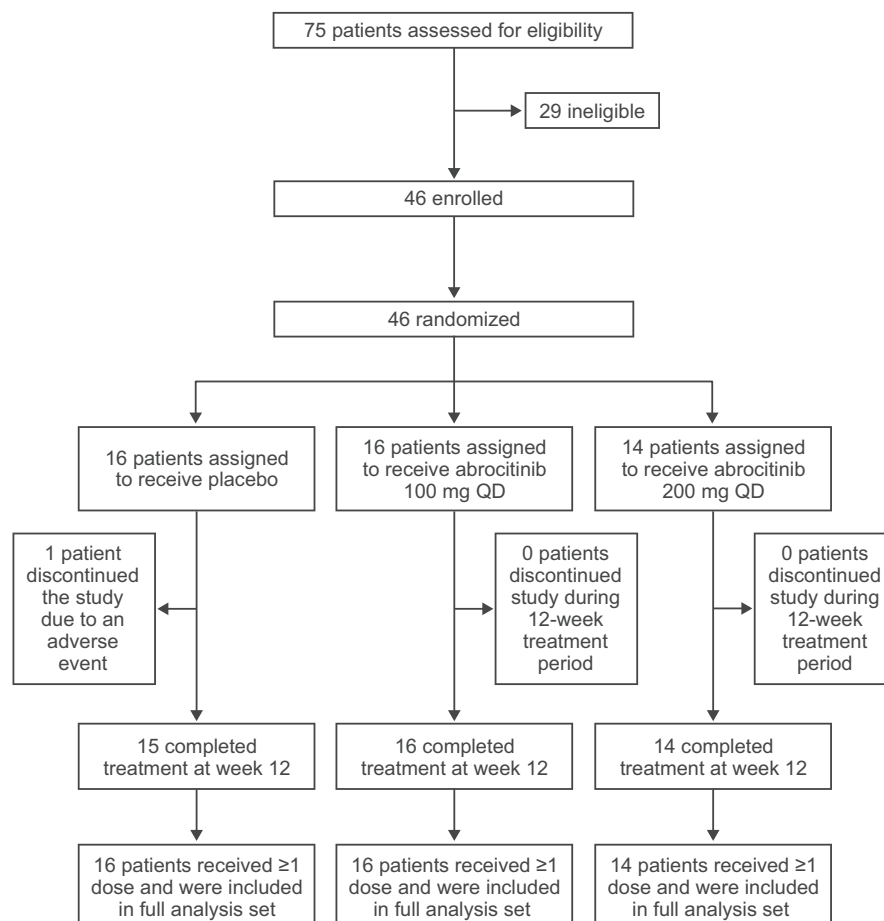 75 patients assessed for eligibility
29 ineligible
46 enrolled
46 randomized
16 patients assigned
to receive placebo
16 patients assigned
to receive abrocitinib
100 mg QD
14 patients assigned
to receive abrocitinib
200 mg QD
1 patient
discontinued
the study
due to an
adverse
event
0 patients
discontinued
study during
12-week
treatment
period
0 patients
discontinued
study during
12-week
treatment
period
15 completed
treatment at week 12
16 completed
treatment at week 12
14 completed
treatment at week 12
16 patients received ≥1
dose and were included
in full analysis set
16 patients received ≥1
dose and were included
in full analysis set
14 patients received ≥1
dose and were included
in full analysis set